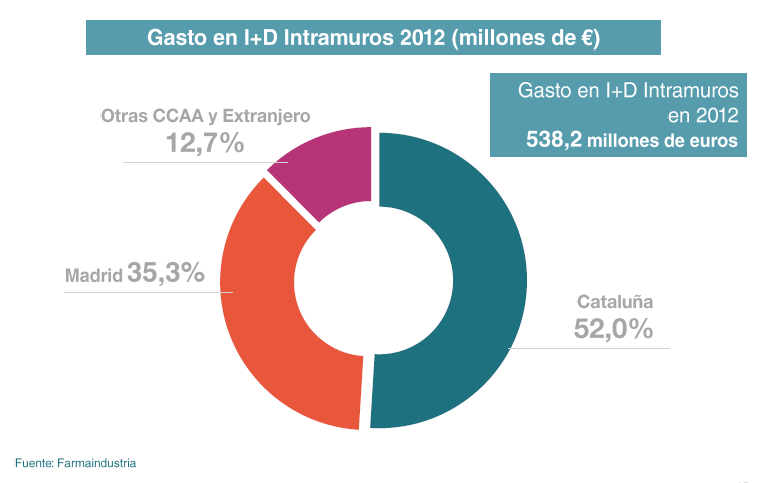 Gasto en I+D Intramuros 2012 (millones de €)
Gasto en I+D Intramuros
en 2012
538,2 millones de euros
Otras CCAA y Extranjero
12,7%
Madrid 35,3%
Cataluña
52,0%
Fuente: Farmaindustria